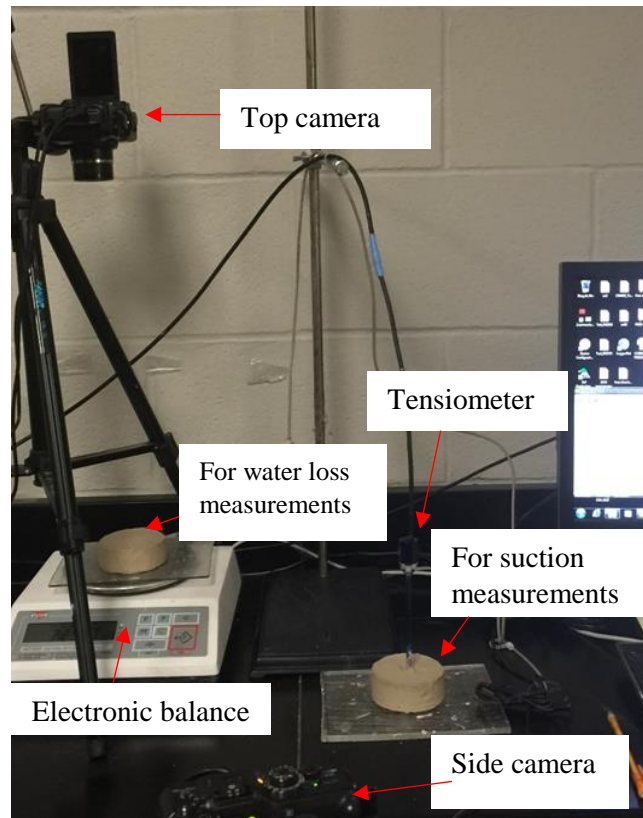 Top camera
Tensiometer
For water loss
measurements
For suction
measurements
Electronic balance
Side camera